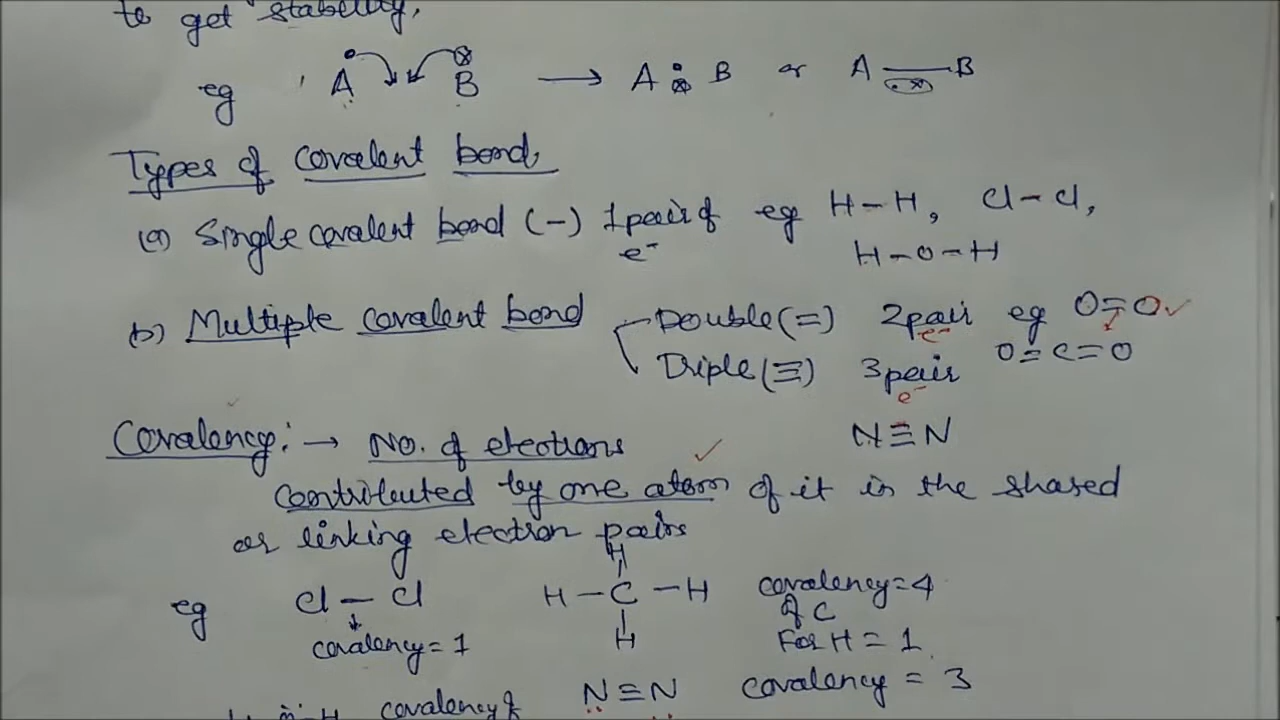 to get stability.
eg A B → A B or A — B
Types of covalent bond,
(a) Single covalent bond (-) 1 pair of e⁻ eg H-H, Cl-Cl,
H-O-H
(b) Multiple covalent bond Double (=) 2 pair e⁻ eg O=O ✓
O=C=O
Triple (≡) 3 pair e⁻
N≡N
Covalency: → No. of electrons ✓
contributed by one atom of it in the shared
or linking electron pairs
eg Cl — Cl
covalency = 1
H
H — C — H
H
covalency = 4
of C
For H = 1
covalency of N≡N covalency = 3